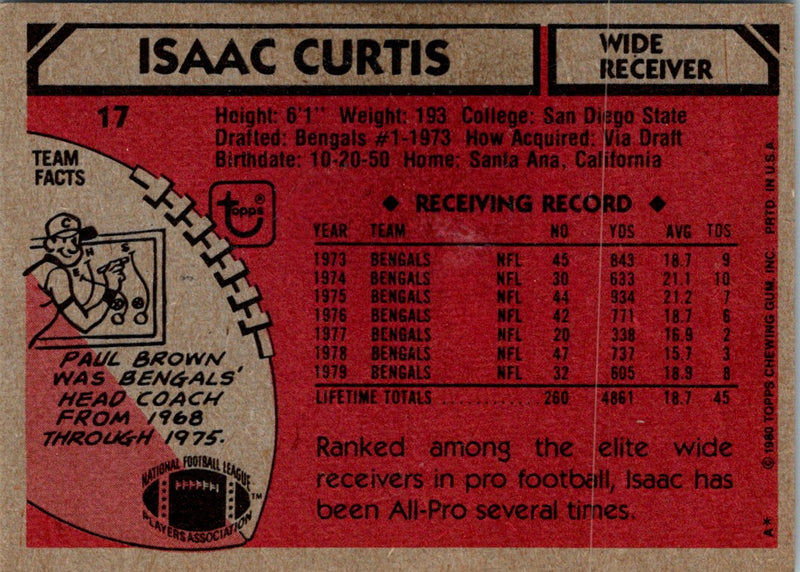 ISAAC CURTIS
WIDE
RECEIVER
17
Height: 6'1" Weight: 193 College: San Diego State
Drafted: Bengals #1-1973 How Acquired: Via Draft
Birthdate: 10-20-50 Home: Santa Ana, California
TEAM
FACTS
topps®
C
H
S
PAUL BROWN
WAS BENGALS'
HEAD COACH
FROM 1968
THROUGH 1975.
◆ RECEIVING RECORD ◆
YEAR TEAM NO YDS AVG TDS
1973 BENGALS NFL 45 843 18.7 9
1974 BENGALS NFL 30 633 21.1 10
1975 BENGALS NFL 44 934 21.2 7
1976 BENGALS NFL 42 771 18.7 6
1977 BENGALS NFL 20 338 16.9 2
1978 BENGALS NFL 47 737 15.7 3
1979 BENGALS NFL 32 605 18.9 8
LIFETIME TOTALS .......... 260 4861 18.7 45
Ranked among the elite wide
receivers in pro football, Isaac has
been All-Pro several times.
NATIONAL FOOTBALL LEAGUE
PLAYERS ASSOCIATION™
A* © 1980 TOPPS CHEWING GUM, INC. PRTD. IN U.S.A.